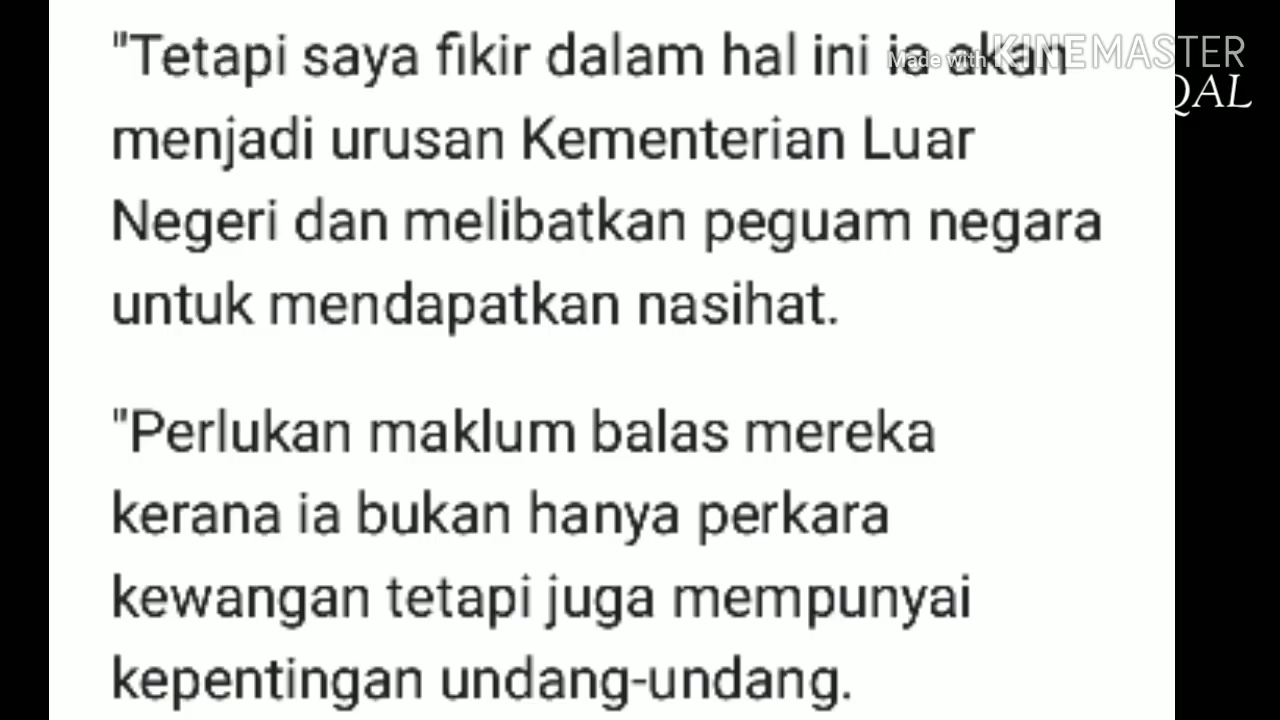 "Tetapi saya fikir dalam hal ini ia akan
Made with KINEMASTER
QAL
menjadi urusan Kementerian Luar
Negeri dan melibatkan peguam negara
untuk mendapatkan nasihat.
"Perlukan maklum balas mereka
kerana ia bukan hanya perkara
kewangan tetapi juga mempunyai
kepentingan undang-undang.